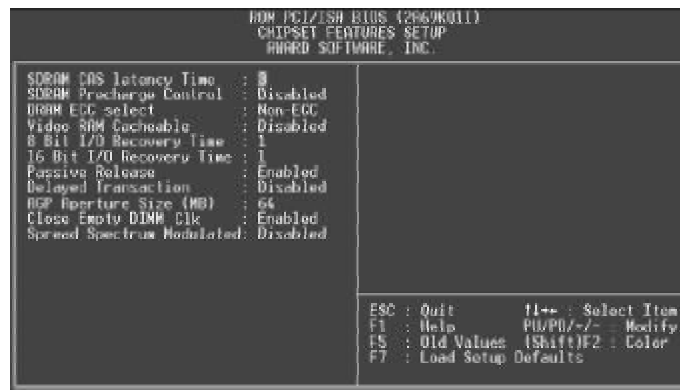 ROM PCI/ISA BIOS (2A69K011)
CHIPSET FEATURES SETUP
AWARD SOFTWARE, INC.
SDRAM CAS latency Time : 3
SDRAM Precharge Control : Disabled
DRAM ECC select : Non-ECC
Video RAM Cacheable : Disabled
8 Bit I/O Recovery Time : 1
16 Bit I/O Recovery Time : 1
Passive Release : Enabled
Delayed Transaction : Disabled
AGP Aperture Size (MB) : 64
Close Empty DIMM Clk : Enabled
Spread Spectrum Modulated: Disabled
ESC : Quit ↑↓→← : Select Item
F1 : Help PU/PD/+/- : Modify
F5 : Old Values (Shift)F2 : Color
F7 : Load Setup Defaults